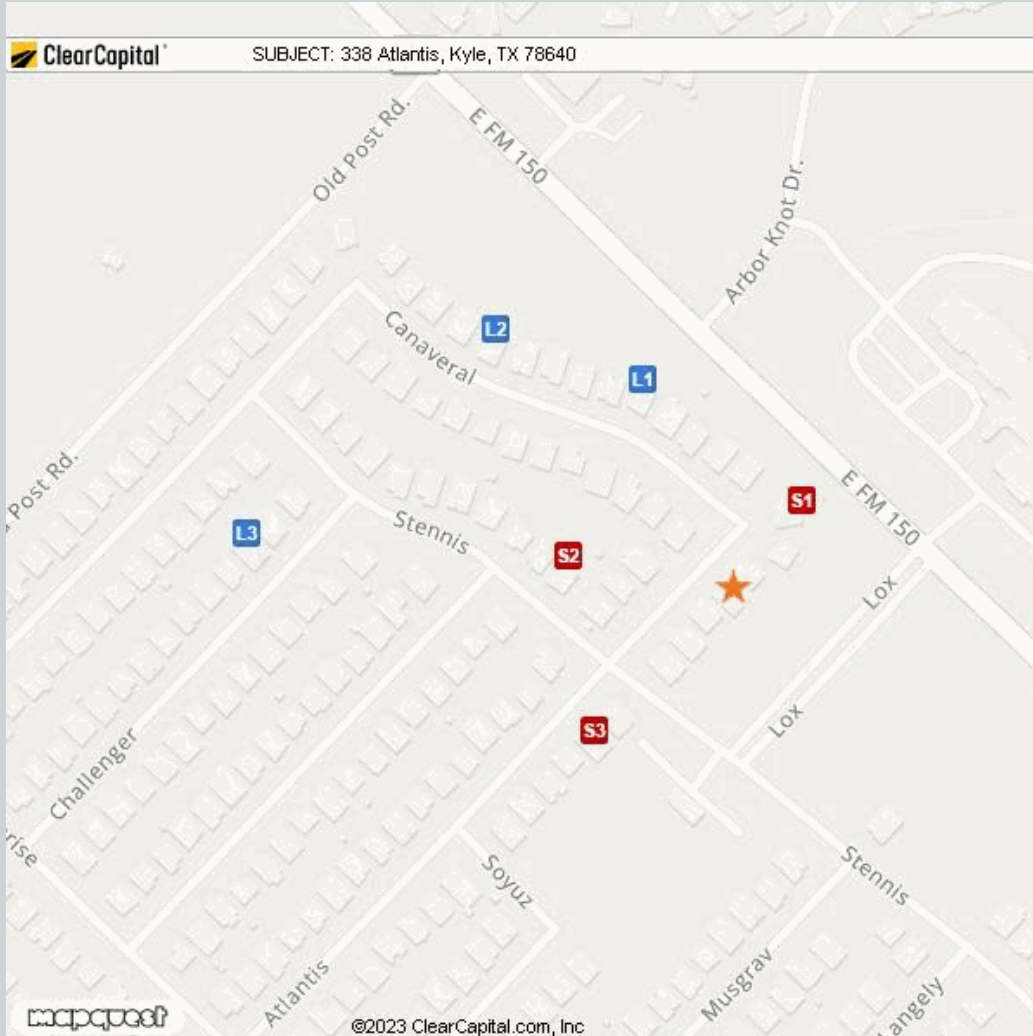 ClearCapital
SUBJECT: 338 Atlantis, Kyle, TX 78640
Old Post Rd.
E FM 150
Arbor Knot Dr.
L2
Canaveral
L1
Post Rd.
S1
E FM 150
L3
Stennis
S2
Lox
S3
Lox
Challenger
Soyuz
Stennis
Atlantis
Musgrav
mapquest
©2023 ClearCapital.com, Inc